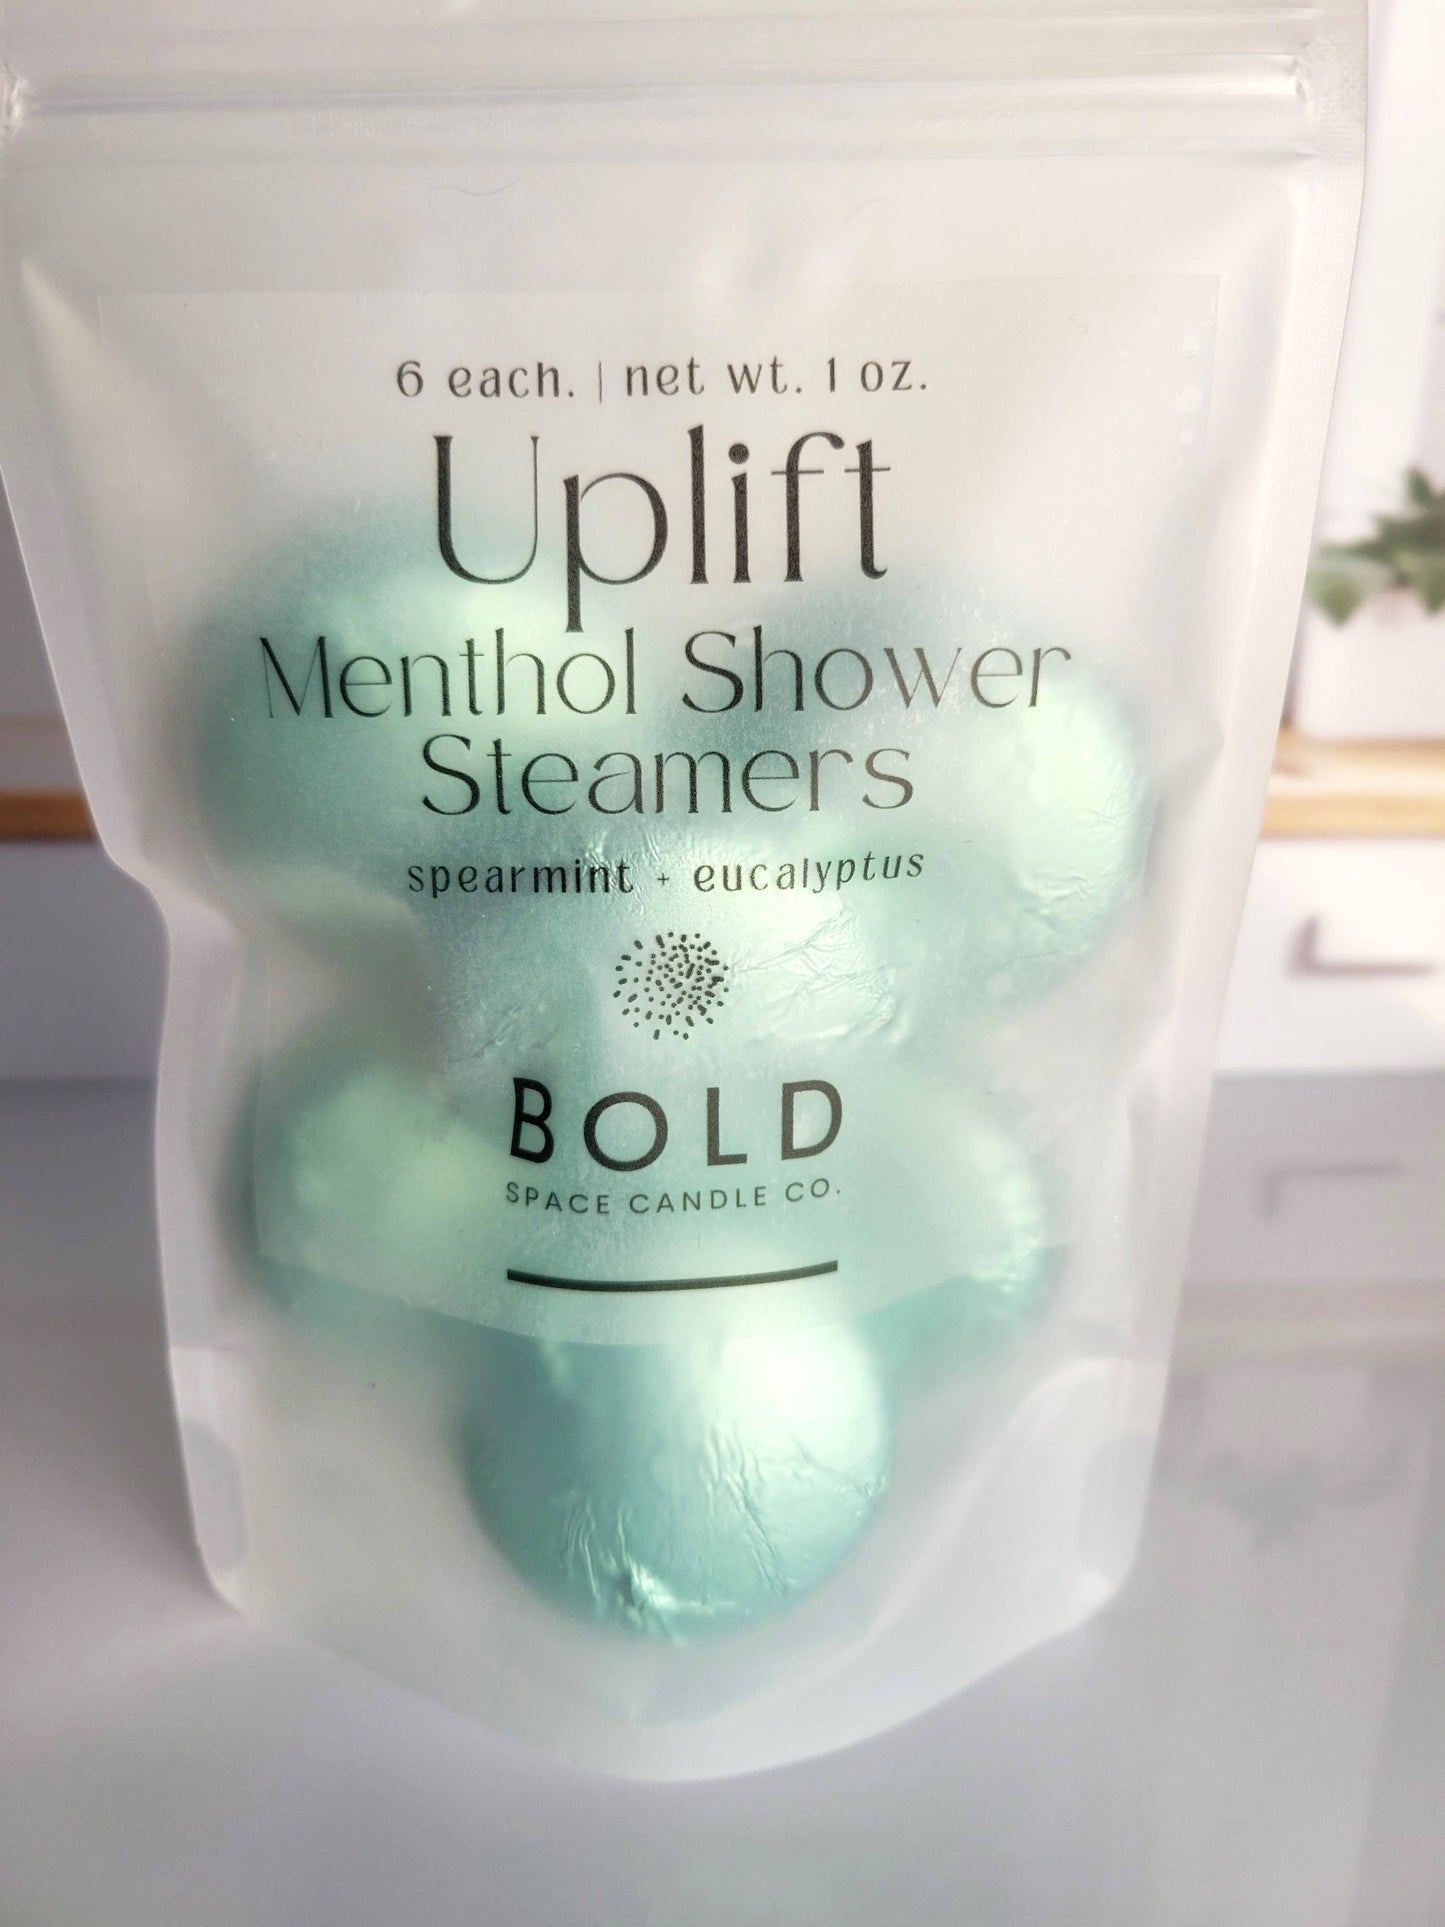 6 each. | net wt. 1 oz.
Uplift
Menthol Shower
Steamers
spearmint + eucalyptus
BOLD
SPACE CANDLE CO.